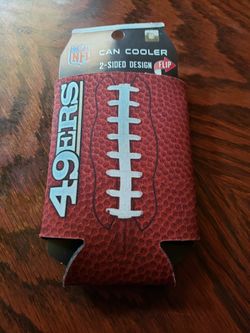 NFL
CAN COOLER
2-SIDED DESIGN
FLIP
49ERS